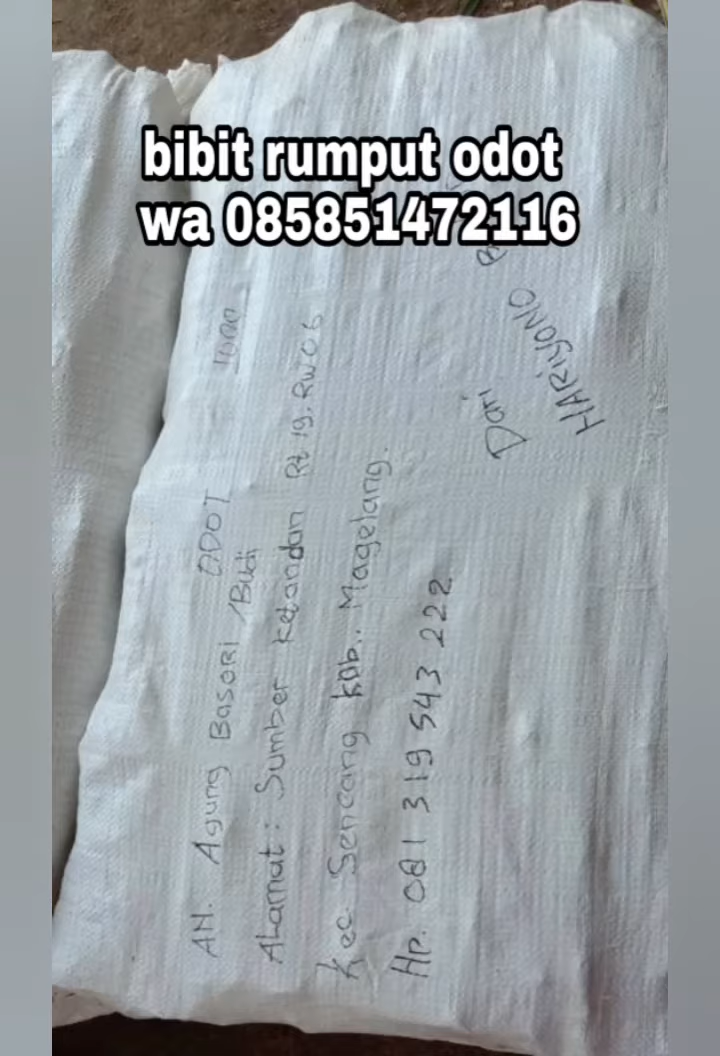 bibit rumput odot
wa 085851472116
ODOT 1000
AN. Agung Basori /Budi
Alamat : Sumber ketandan Rt 19. RW 06
Kec. Sencang kab.. Magelang.
Hp. 081 319 543 222
Dari
HARIYONO